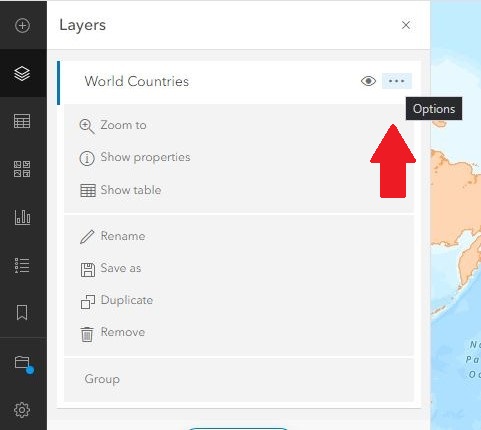 Layers
World Countries
Options
Zoom to
Show properties
Show table
Rename
Save as
Duplicate
Remove
Group